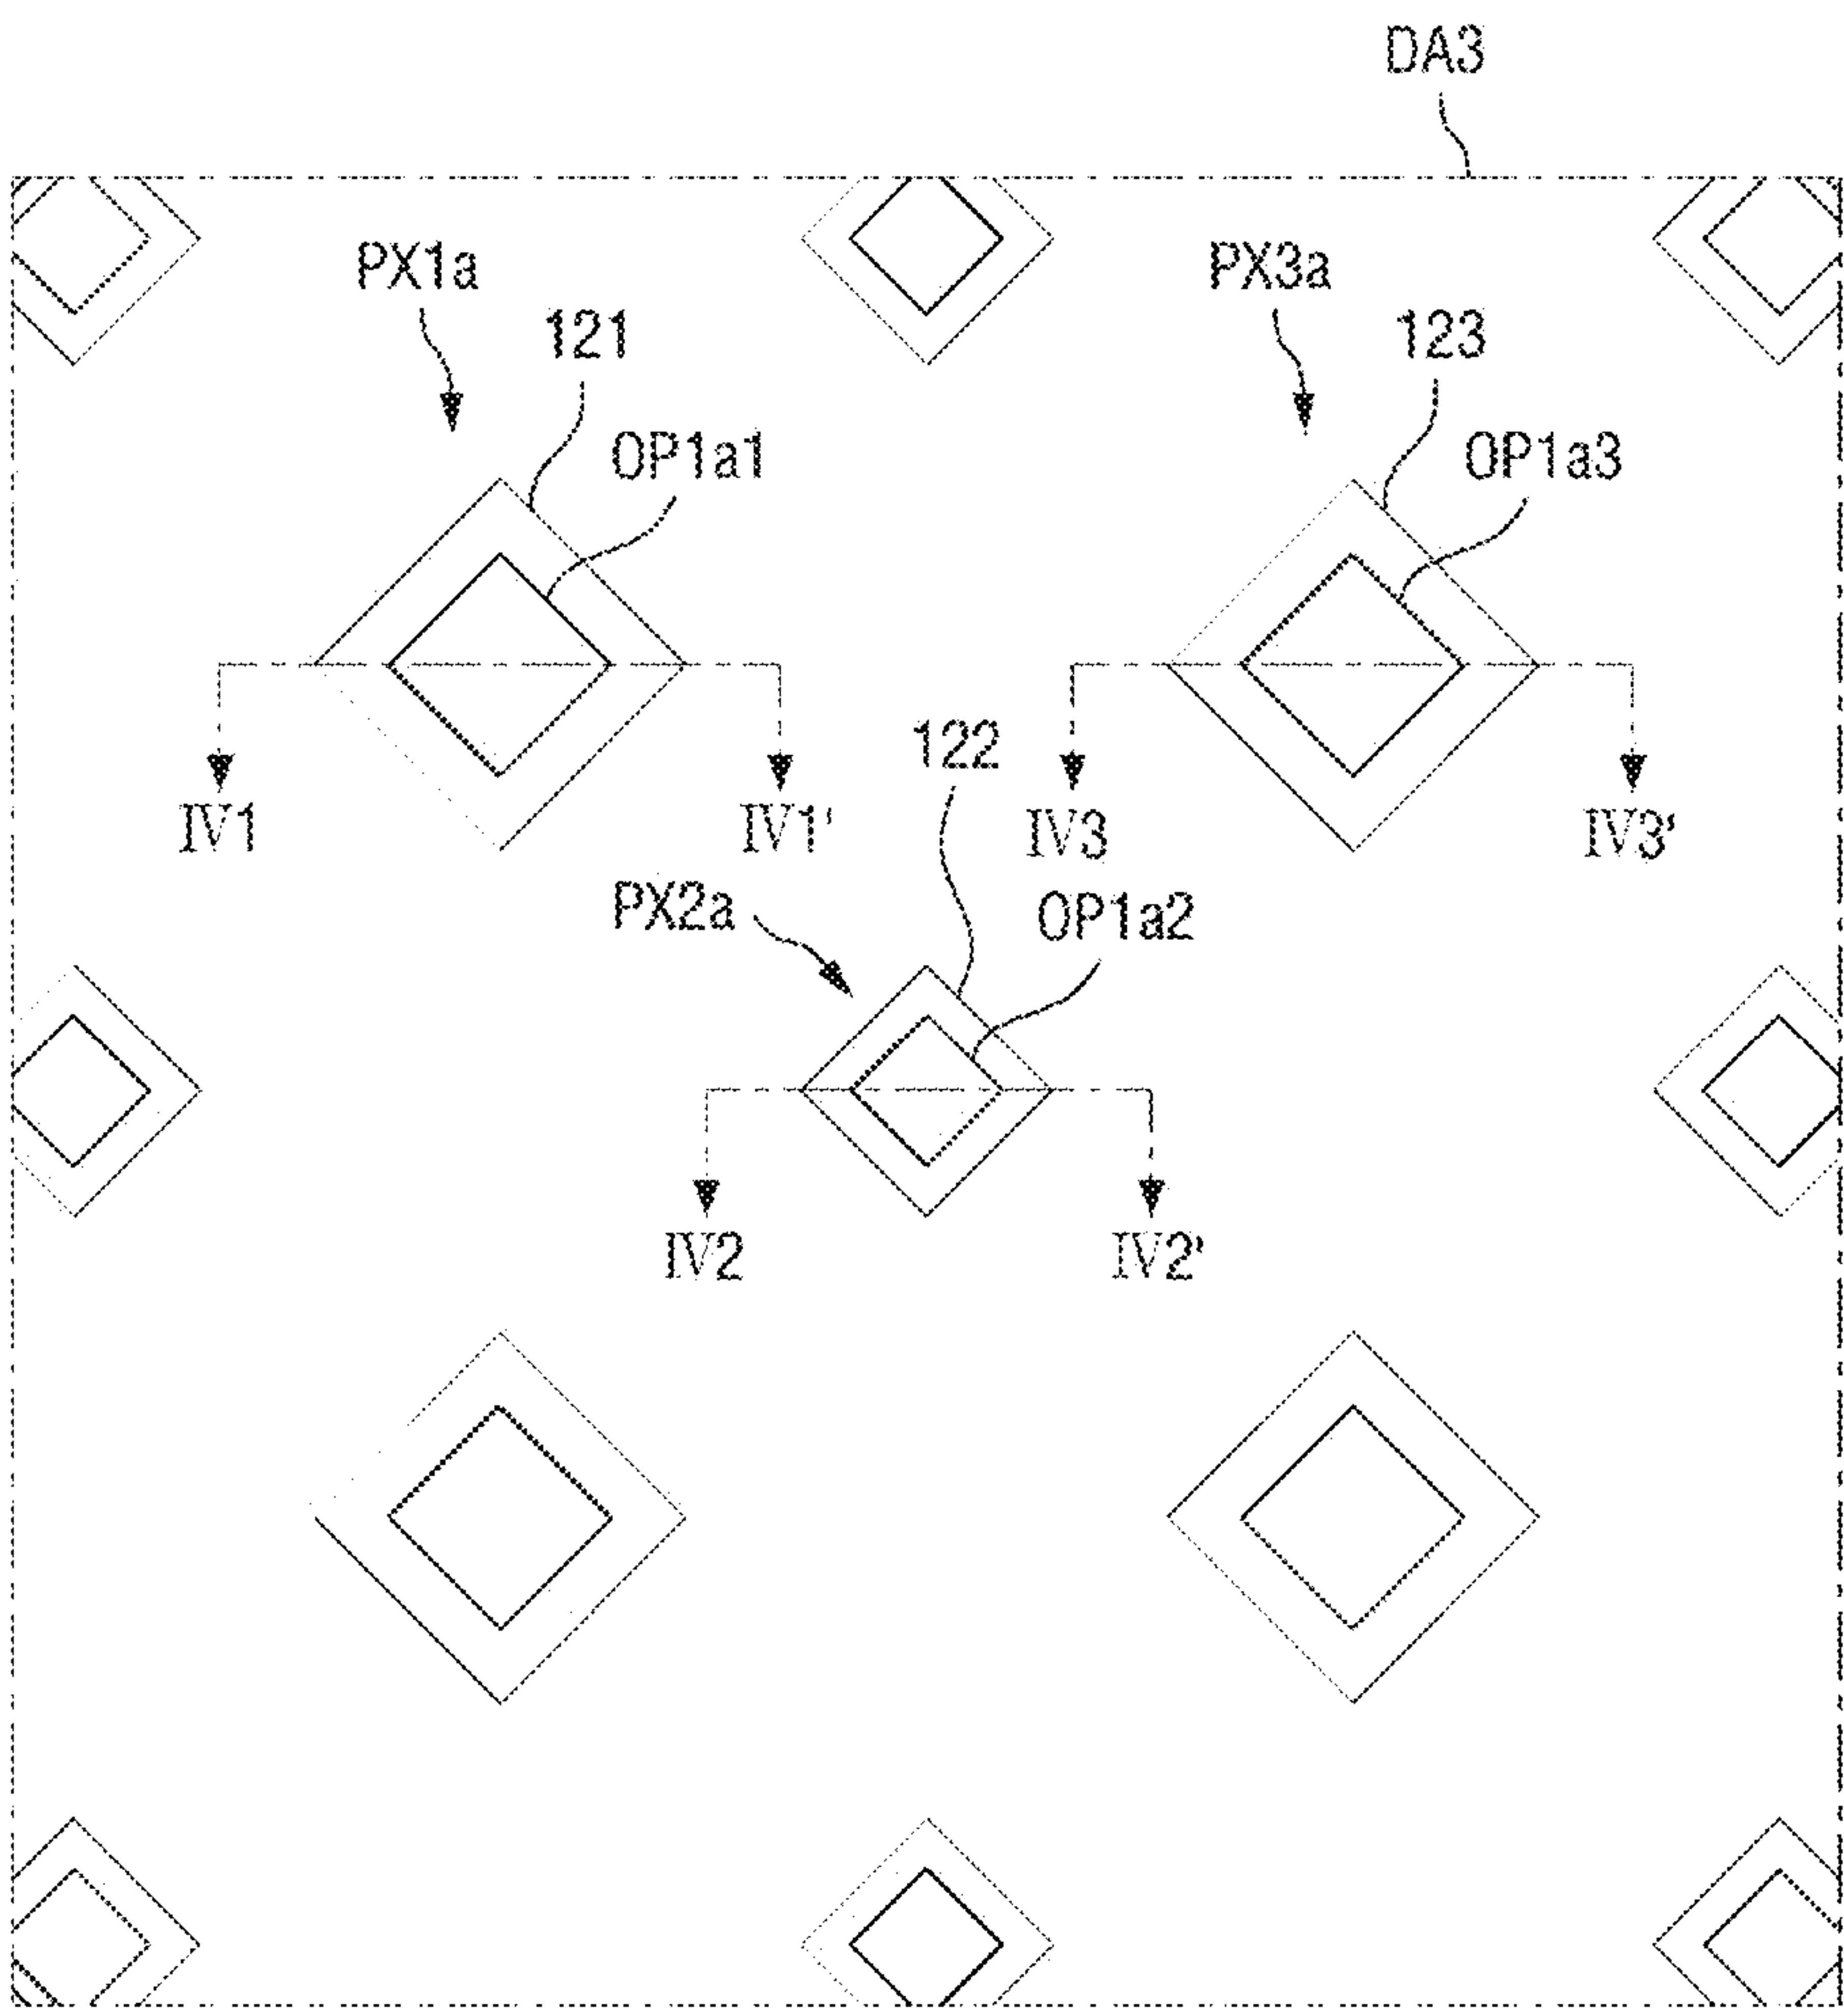 DA3
PX1a
PX3a
121
123
OP1a1
OP1a3
122
IV1
IV1'
IV3
IV3'
PX2a
OP1a2
IV2
IV2'